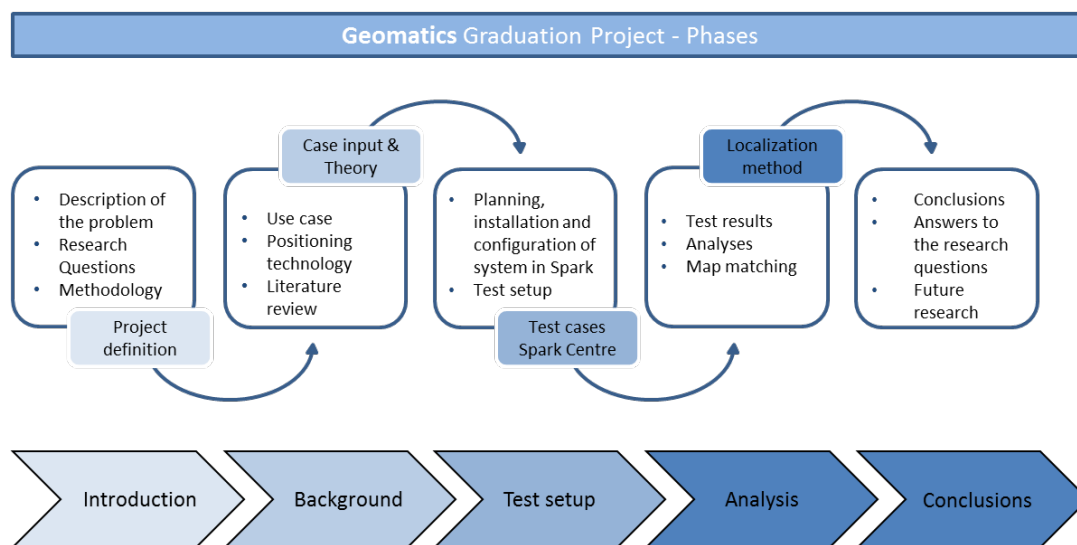 Geomatics Graduation Project - Phases
• Description of
the problem
• Research
Questions
• Methodology
Project
definition
Case input &
Theory
• Use case
• Positioning
technology
• Literature
review
• Planning,
installation and
configuration of
system in Spark
• Test setup
Test cases
Spark Centre
Localization
method
• Test results
• Analyses
• Map matching
• Conclusions
• Answers to
the research
questions
• Future
research
Introduction
Background
Test setup
Analysis
Conclusions